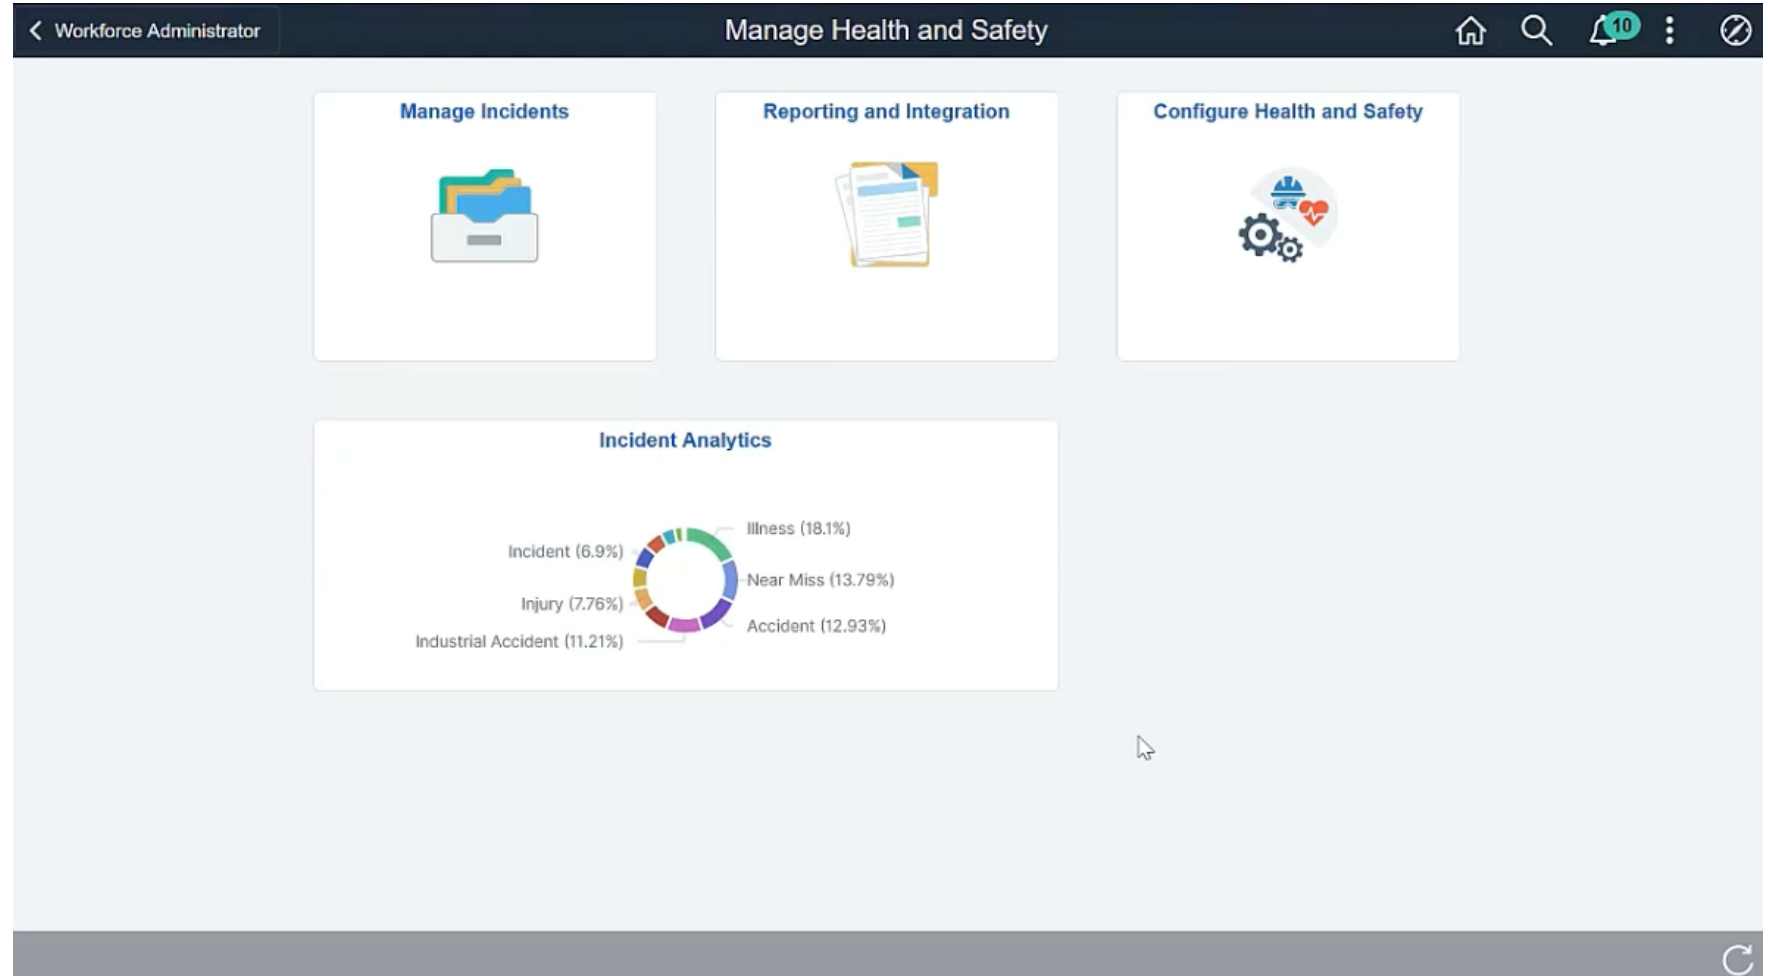 Workforce Administrator
Manage Health and Safety
10
Manage Incidents
Reporting and Integration
Configure Health and Safety
Incident Analytics
Illness (18.1%)
Incident (6.9%)
Near Miss (13.79%)
Injury (7.76%)
Accident (12.93%)
Industrial Accident (11.21%)